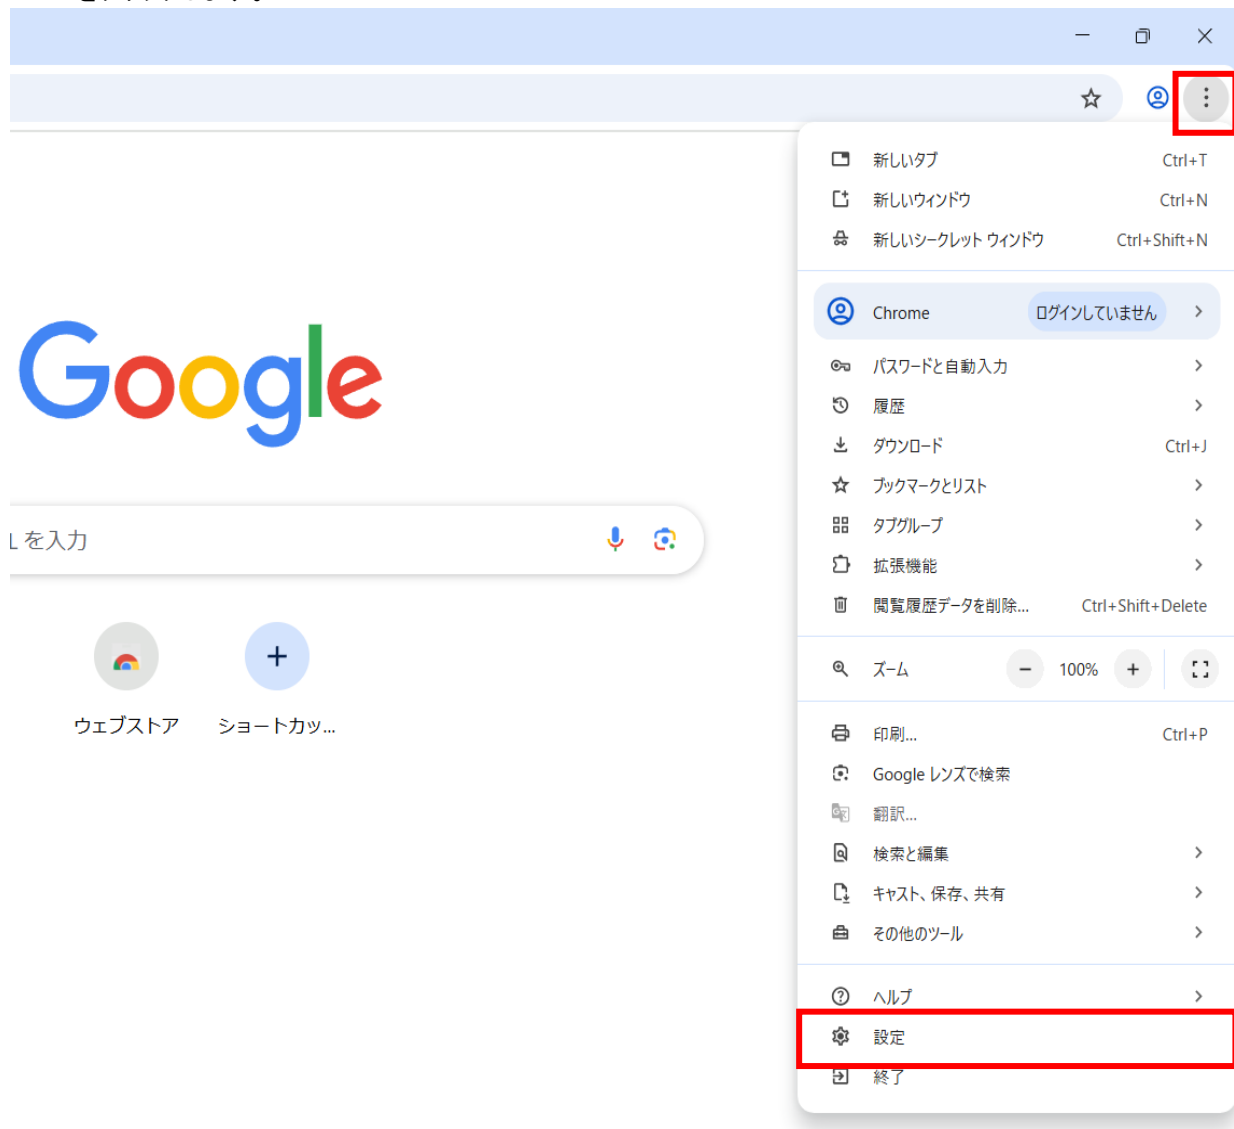 Google
L を入力
ウェブストア
ショートカッ...
新しいタブ Ctrl+T
新しいウィンドウ Ctrl+N
新しいシークレット ウィンドウ Ctrl+Shift+N
Chrome ログインしていません
パスワードと自動入力
履歴
ダウンロード Ctrl+J
ブックマークとリスト
タブグループ
拡張機能
閲覧履歴データを削除... Ctrl+Shift+Delete
ズーム 100%
印刷... Ctrl+P
Google レンズで検索
翻訳...
検索と編集
キャスト、保存、共有
その他のツール
ヘルプ
設定
終了